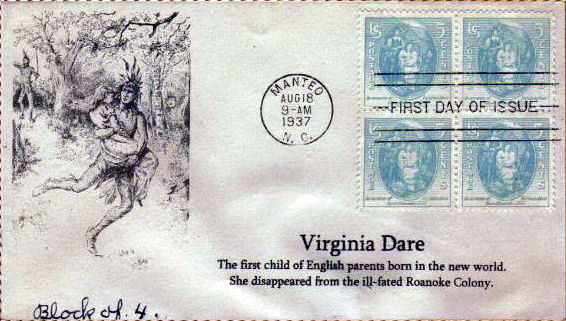 MANTEO
AUG 18
9-AM
1937
N. C.
FIRST DAY OF ISSUE
Virginia Dare
The first child of English parents born in the new world.
She disappeared from the ill-fated Roanoke Colony.
Block of. 4.